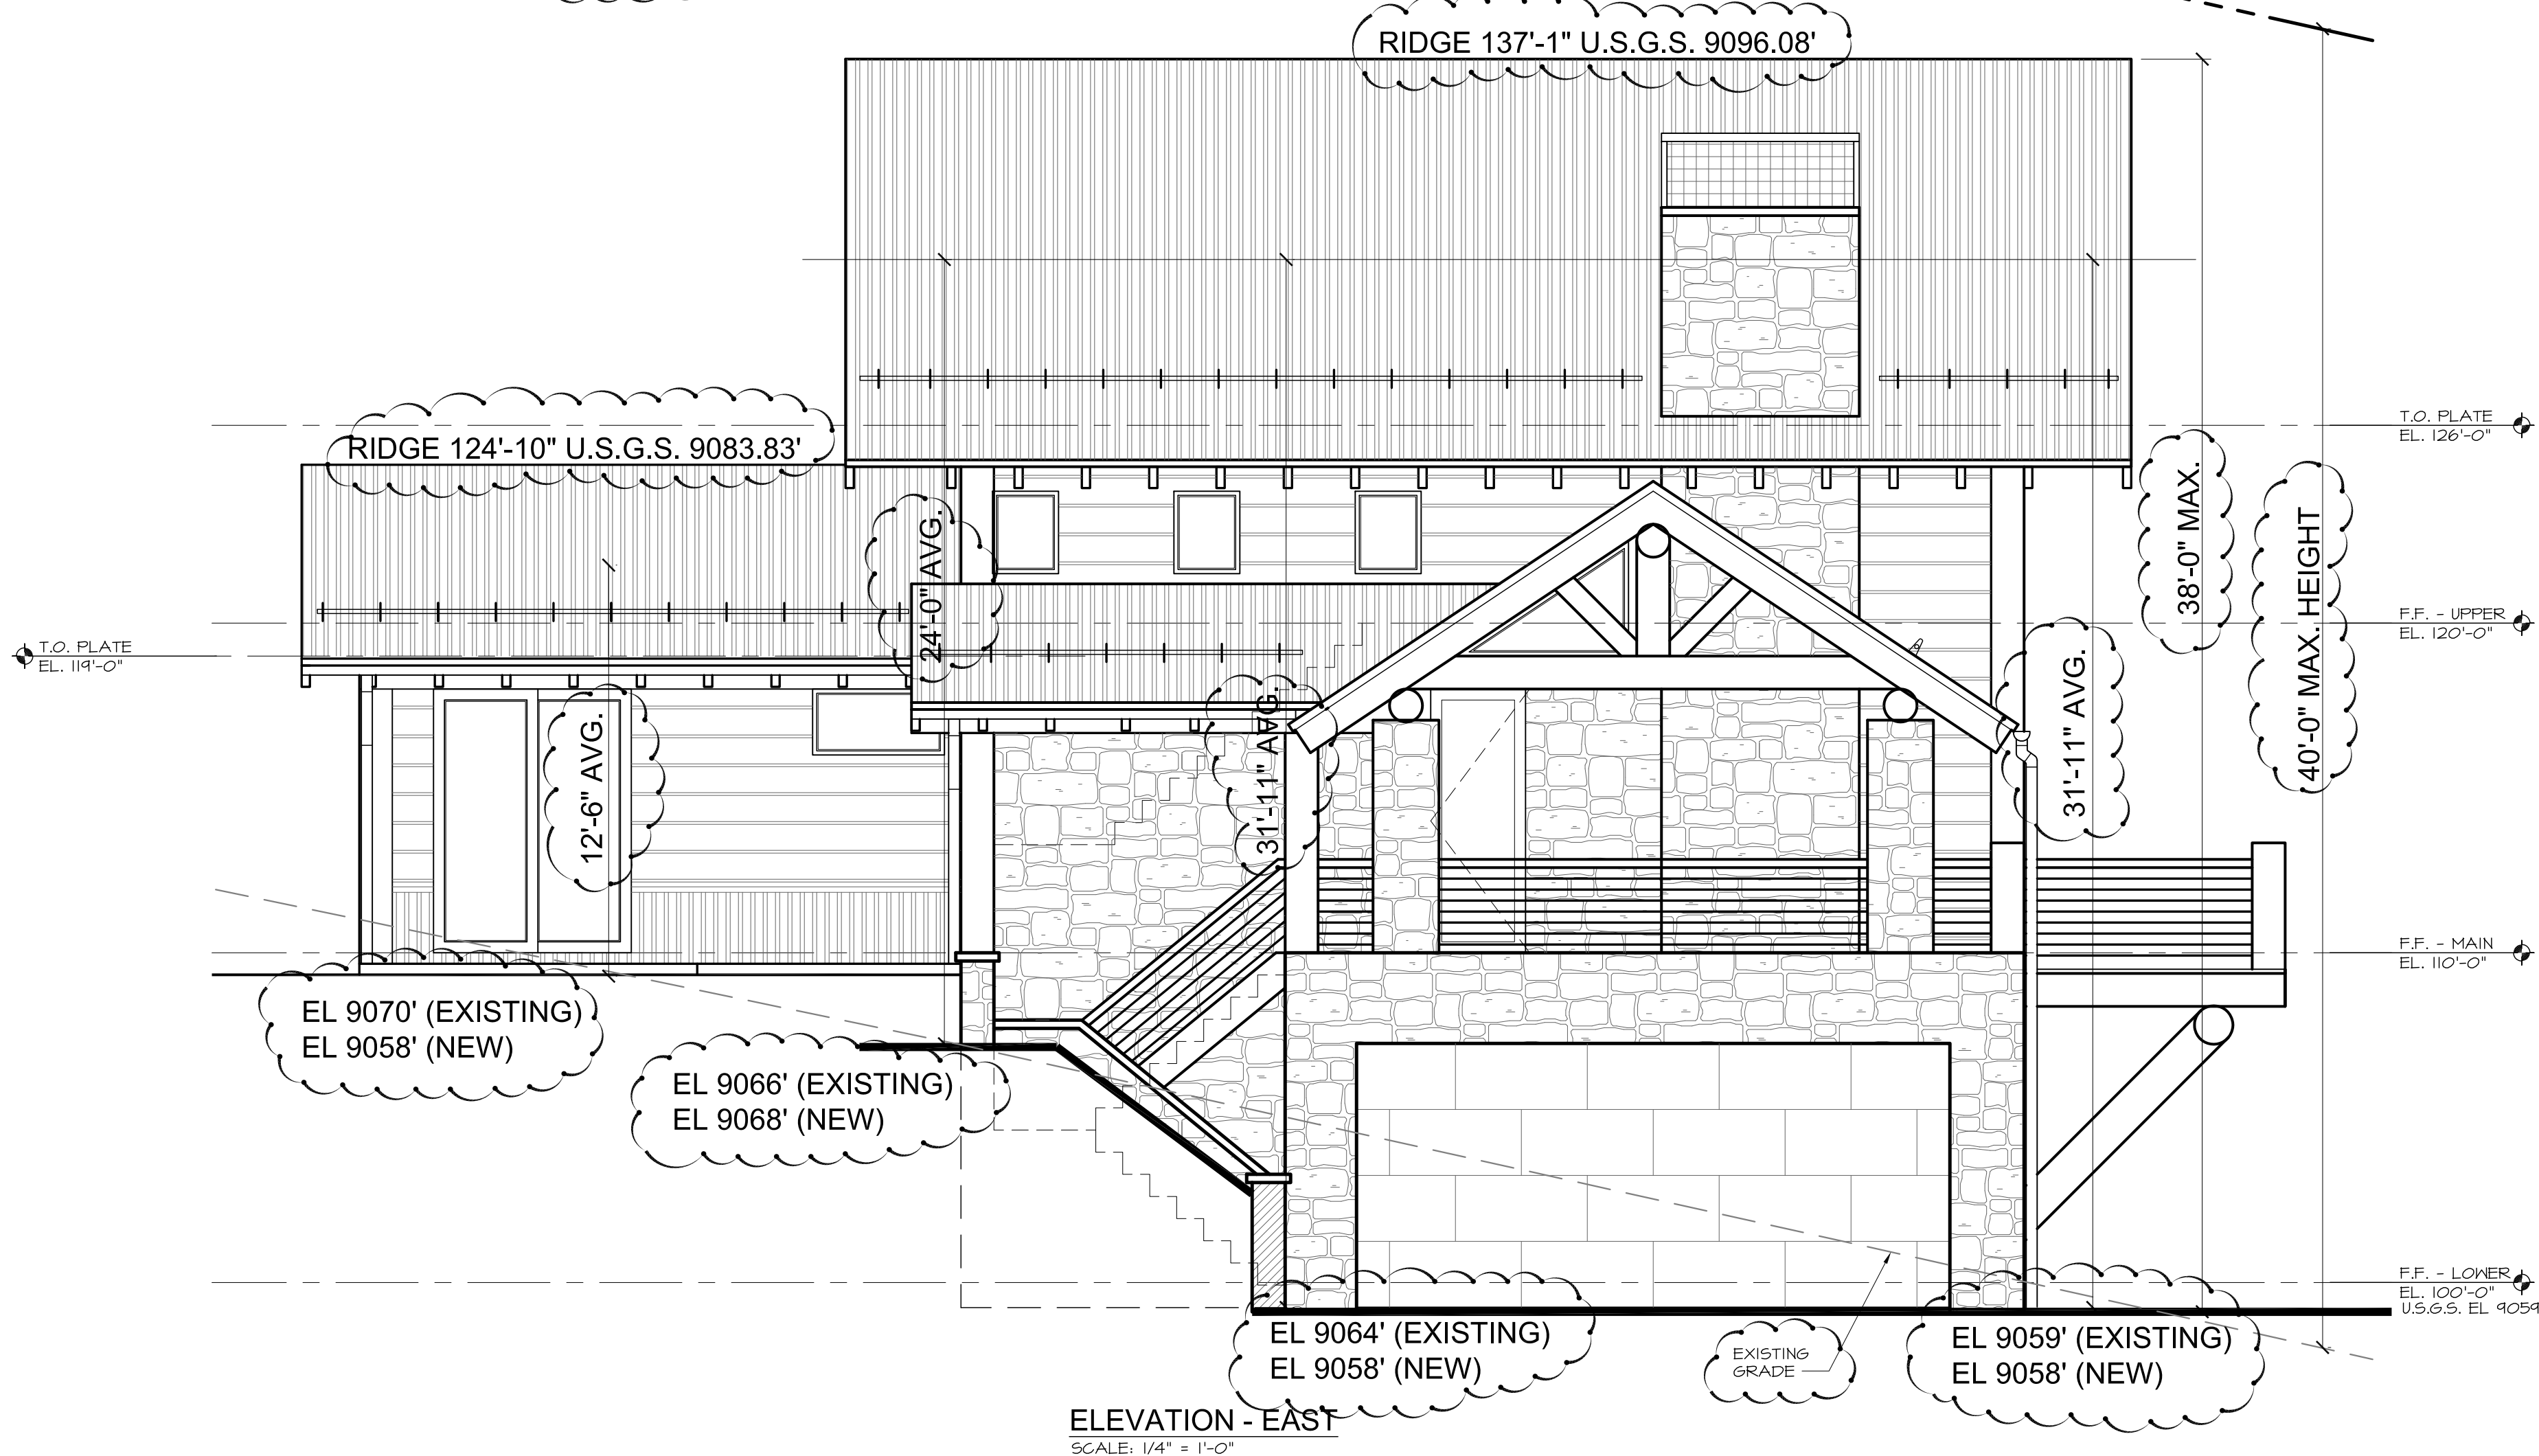 RIDGE 137'-1" U.S.G.S. 9096.08'
RIDGE 124'-10" U.S.G.S. 9083.83'
T.O. PLATE
EL. 126'-0"
38'-0" MAX.
40'-0" MAX. HEIGHT
24'-0" AVG.
F.F. - UPPER
EL. 120'-0"
T.O. PLATE
EL. 119'-0"
12'-6" AVG.
31'-11" AVG.
31'-11" AVG.
F.F. - MAIN
EL. 110'-0"
EL 9070' (EXISTING)
EL 9058' (NEW)
EL 9066' (EXISTING)
EL 9068' (NEW)
F.F. - LOWER
EL. 100'-0"
U.S.G.S. EL 9059
EL 9064' (EXISTING)
EL 9058' (NEW)
EXISTING
GRADE
EL 9059' (EXISTING)
EL 9058' (NEW)
ELEVATION - EAST
SCALE: 1/4" = 1'-0"